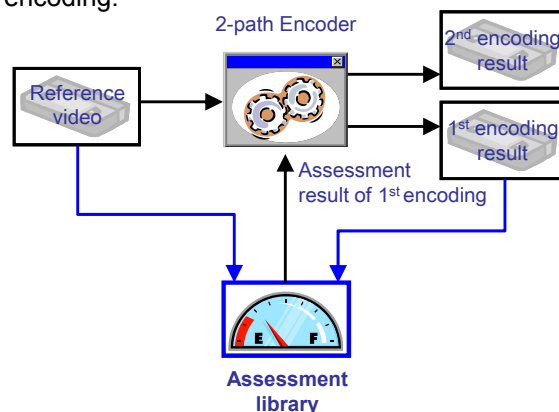 encoding.
2-path Encoder
2nd encoding
result
Reference
video
1st encoding
result
Assessment
result of 1st encoding
E F
Assessment
library